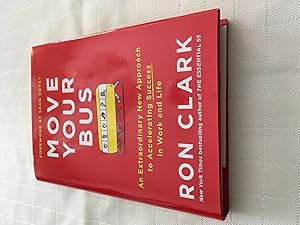 FOREWORD BY SEAN COVEY
MOVE
YOUR
BUS
An Extraordinary New Approach
to Accelerating Success
in Work and Life
RON CLARK
New York Times bestselling author of THE ESSENTIAL 55